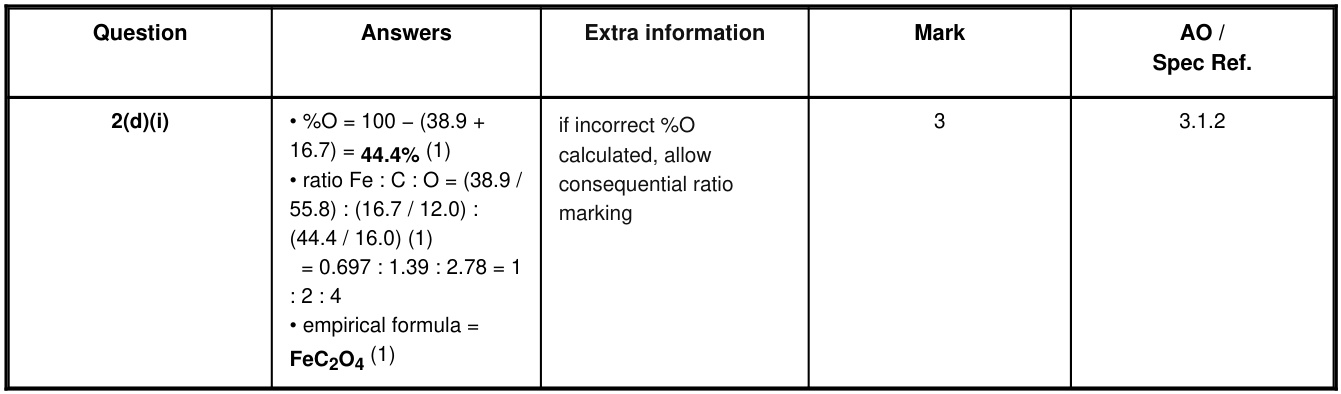 Question Answers Extra information Mark AO /
Spec Ref.
2(d)(i)
• %O = 100 − (38.9 +
16.7) = 44.4% (1)
• ratio Fe : C : O = (38.9 /
55.8) : (16.7 / 12.0) :
(44.4 / 16.0) (1)
= 0.697 : 1.39 : 2.78 = 1
: 2 : 4
• empirical formula =
FeC₂O₄ (1)
if incorrect %O
calculated, allow
consequential ratio
marking
3
3.1.2